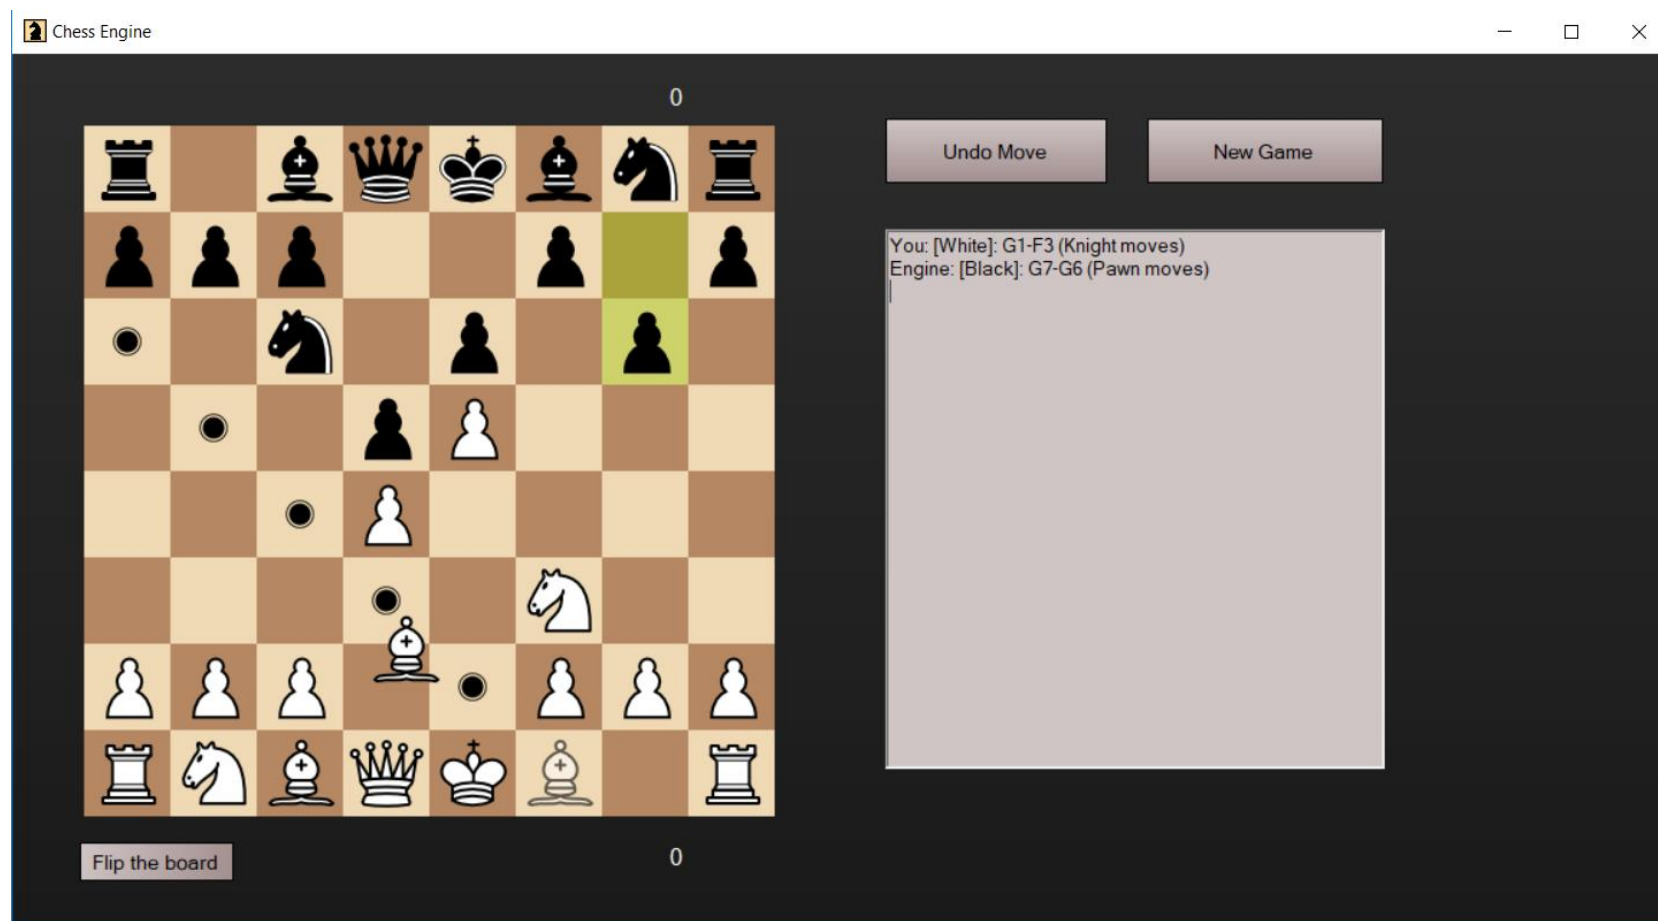 Chess Engine
0
Undo Move
New Game
You: [White]: G1-F3 (Knight moves)
Engine: [Black]: G7-G6 (Pawn moves)
Flip the board
0